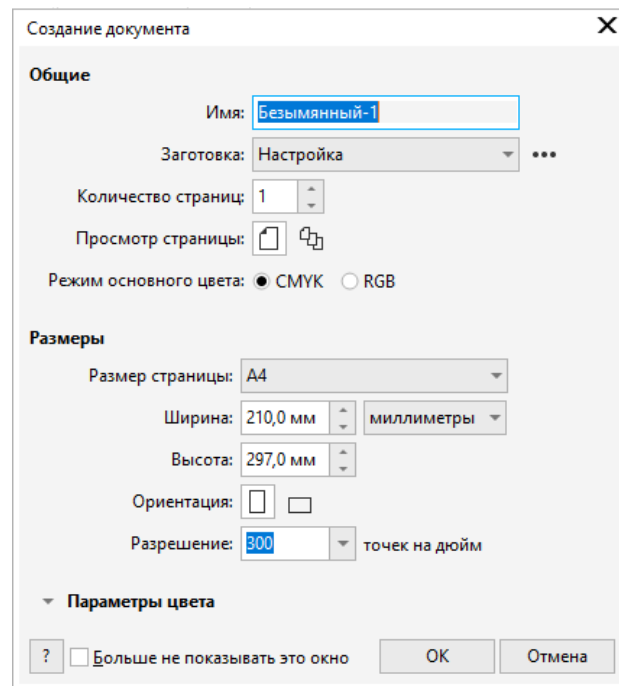 Создание документа
Общие
Имя: Безымянный-1
Заготовка: Настройка
Количество страниц: 1
Просмотр страницы:
Режим основного цвета: CMYK RGB
Размеры
Размер страницы: A4
Ширина: 210,0 мм миллиметры
Высота: 297,0 мм
Ориентация:
Разрешение: 300 точек на дюйм
Параметры цвета
? Больше не показывать это окно OK Отмена